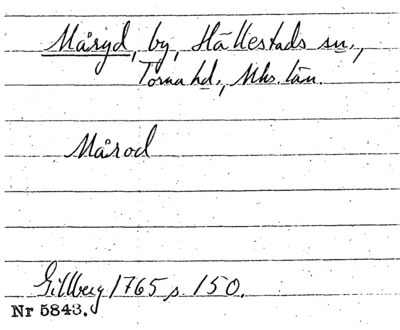 Måryd, by, Hällestads sn.,
Torna hd., Mhs. län.
Mårod
Gillberg 1765 s. 150.
Nr 5843.